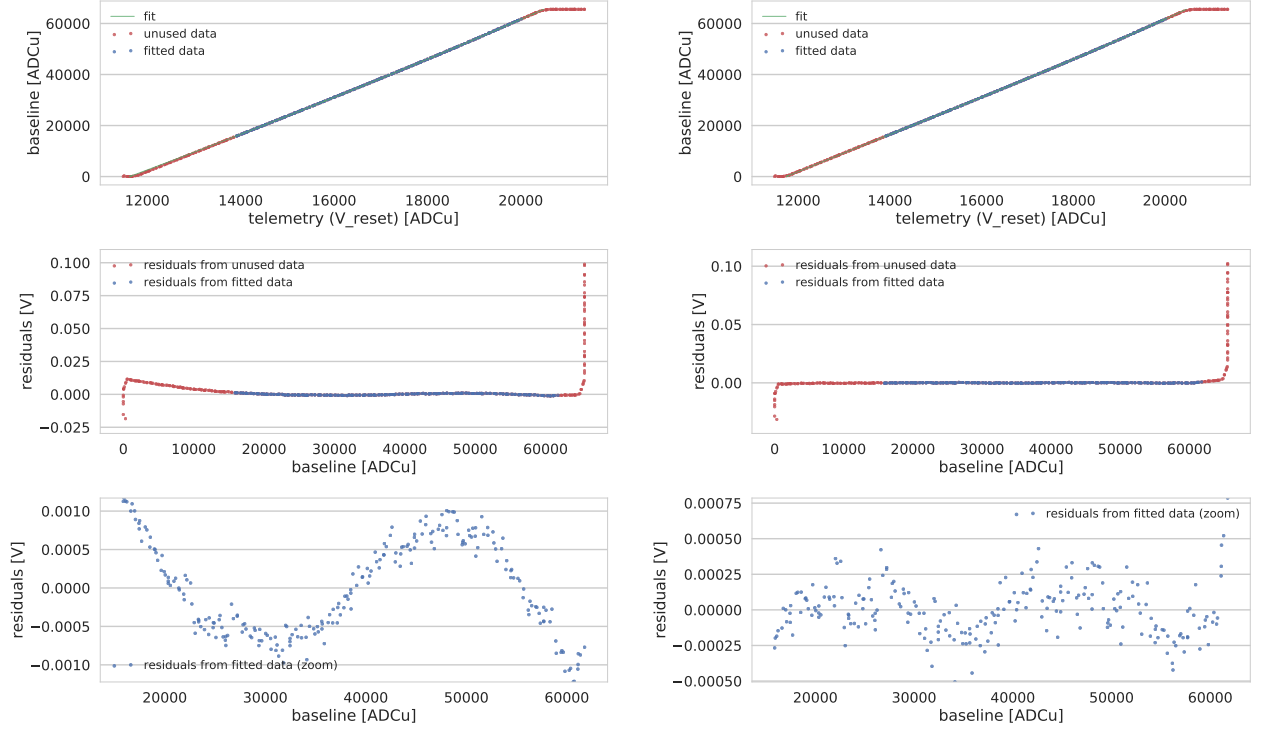 60000
40000
20000
0
baseline [ADCu]
fit
unused data
fitted data
12000 14000 16000 18000 20000
telemetry (V_reset) [ADCu]
60000
40000
20000
0
baseline [ADCu]
fit
unused data
fitted data
12000 14000 16000 18000 20000
telemetry (V_reset) [ADCu]
0.100
0.075
0.050
0.025
0.000
−0.025
residuals [V]
residuals from unused data
residuals from fitted data
0 10000 20000 30000 40000 50000 60000
baseline [ADCu]
0.10
0.05
0.00
residuals [V]
residuals from unused data
residuals from fitted data
0 10000 20000 30000 40000 50000 60000
baseline [ADCu]
0.0010
0.0005
0.0000
−0.0005
−0.0010
residuals [V]
residuals from fitted data (zoom)
20000 30000 40000 50000 60000
baseline [ADCu]
0.00075
0.00050
0.00025
0.00000
−0.00025
−0.00050
residuals [V]
residuals from fitted data (zoom)
20000 30000 40000 50000 60000
baseline [ADCu]